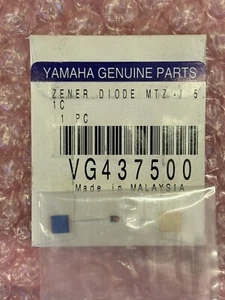 YAMAHA GENUINE PARTS
ZENER DIODE MTZ J 5
1C
1 PC
VG437500
Made in MALAYSIA